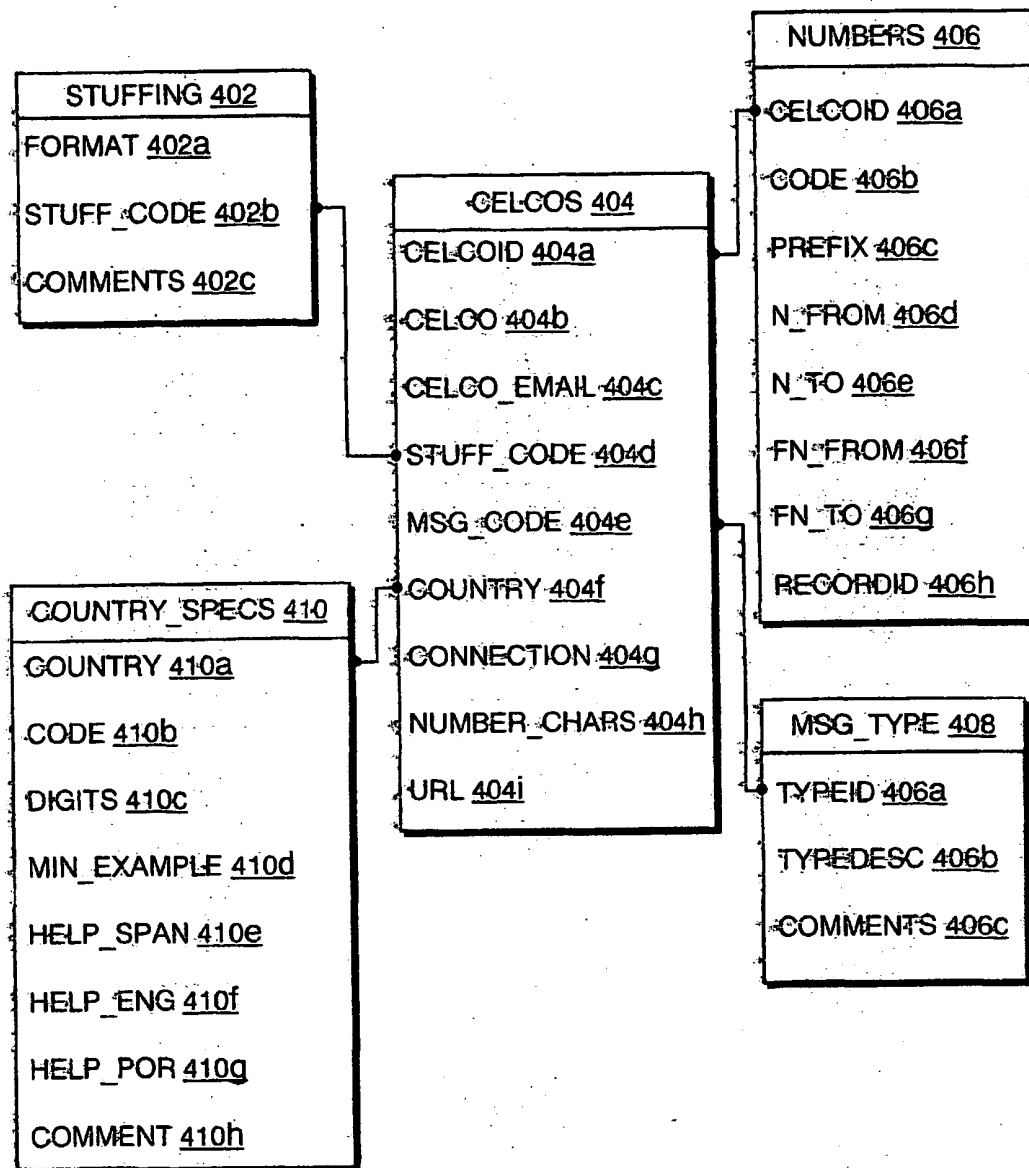 STUFFING 402
FORMAT 402a
STUFF_CODE 402b
COMMENTS 402c
COUNTRY_SPECS 410
COUNTRY 410a
CODE 410b
DIGITS 410c
MIN_EXAMPLE 410d
HELP_SPAN 410e
HELP_ENG 410f
HELP_POR 410g
COMMENT 410h
CELCOS 404
CELCOID 404a
CELCO 404b
CELCO_EMAIL 404c
STUFF_CODE 404d
MSG_CODE 404e
COUNTRY 404f
CONNECTION 404g
NUMBER_CHARS 404h
URL 404i
NUMBERS 406
CELCOID 406a
CODE 406b
PREFIX 406c
N_FROM 406d
N_TO 406e
FN_FROM 406f
FN_TO 406g
RECORDID 406h
MSG_TYPE 408
TYPEID 406a
TYPEDESC 406b
COMMENTS 406c